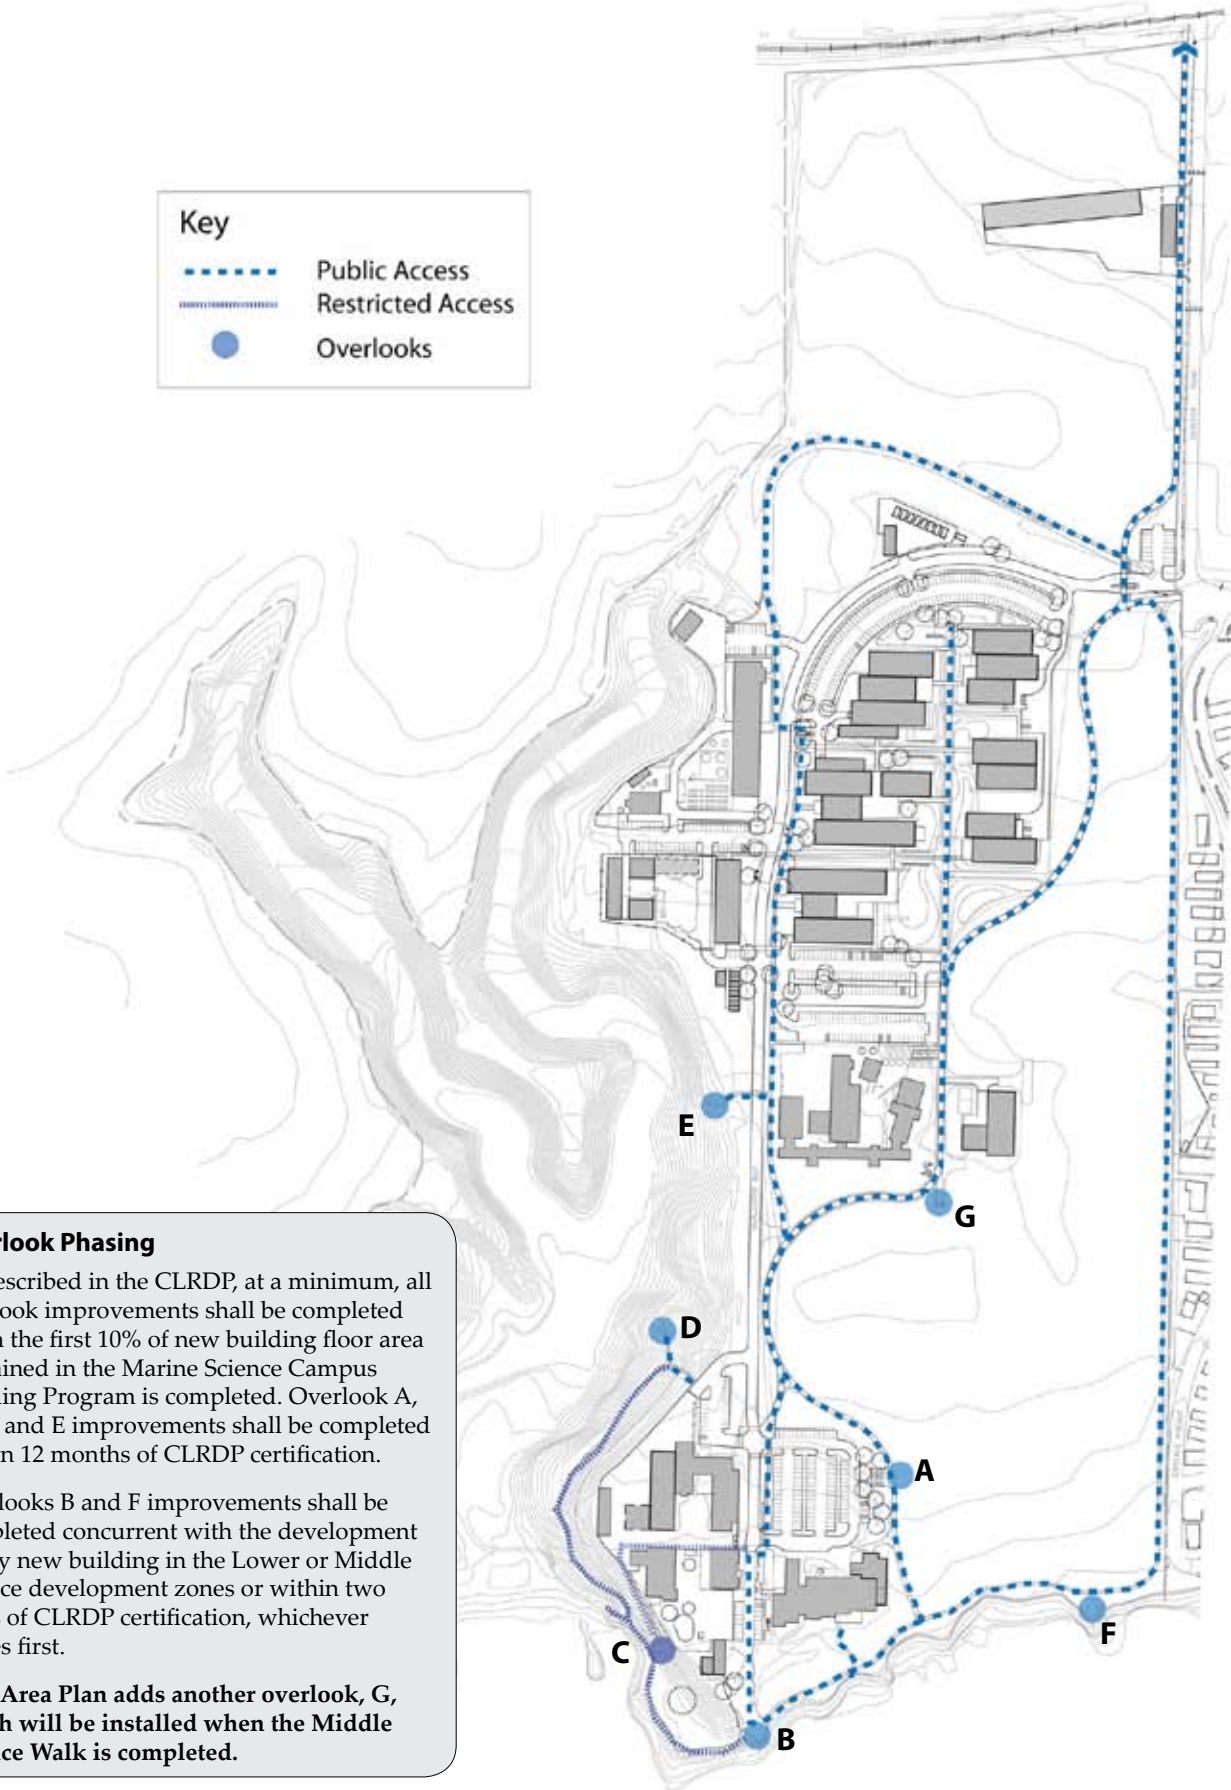 Key
Public Access
Restricted Access
Overlooks
E
G
D
A
F
C
B
rlook Phasing
escribed in the CLRDP, at a minimum, all
ook improvements shall be completed
the first 10% of new building floor area
ained in the Marine Science Campus
ing Program is completed. Overlook A,
and E improvements shall be completed
n 12 months of CLRDP certification.
looks B and F improvements shall be
pleted concurrent with the development
y new building in the Lower or Middle
ce development zones or within two
of CLRDP certification, whichever
es first.
Area Plan adds another overlook, G,
h will be installed when the Middle
ce Walk is completed.